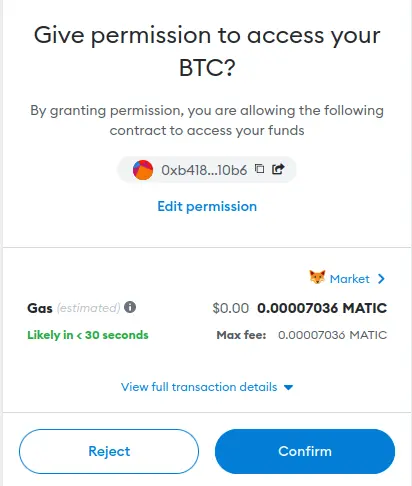 Give permission to access your
BTC?
By granting permission, you are allowing the following
contract to access your funds
0xb418...10b6
Edit permission
Market
Gas (estimated) $0.00 0.00007036 MATIC
Likely in < 30 seconds Max fee: 0.00007036 MATIC
View full transaction details
Reject Confirm